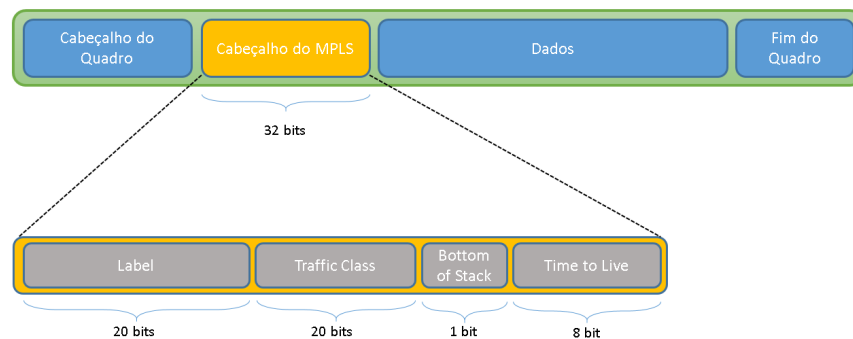 Cabeçalho do
Quadro
Cabeçalho do MPLS
Dados
Fim do
Quadro
32 bits
Label
Traffic Class
Bottom
of Stack
Time to Live
20 bits
20 bits
1 bit
8 bit